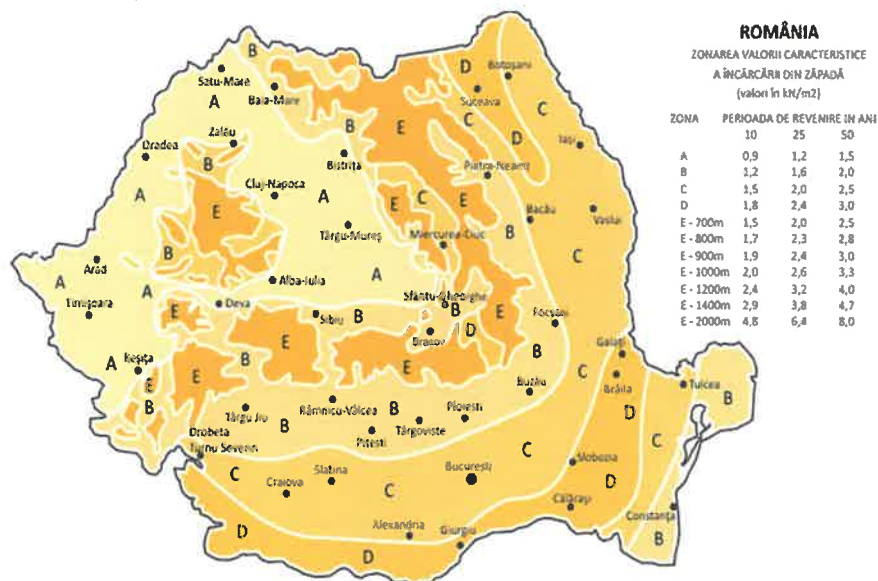 ROMÂNIA
ZONAREA VALORII CARACTERISTICE
A ÎNCĂRCĂRII DIN ZĂPADĂ
(valori în kN/m2)
ZONA PERIOADA DE REVENIRE IN ANI
10 25 50
A 0,9 1,2 1,5
B 1,2 1,6 2,0
C 1,5 2,0 2,5
D 1,8 2,4 3,0
E - 700m 1,5 2,0 2,5
E - 800m 1,7 2,3 2,8
E - 900m 1,9 2,4 3,0
E - 1000m 2,0 2,6 3,3
E - 1200m 2,4 3,2 4,0
E - 1400m 2,9 3,8 4,7
E - 2000m 4,8 6,4 8,0
B
D
Botoșani
Satu-Mare
Baia-Mare
Suceava
A
E
C
C
B
D
Zalău
Iași
Oradea
B
Bistrița
Pietra-Neamț
Cluj-Napoca
A
E
A
E
E
C
E
Bacău
Vaslui
Târgu-Mureș
B
Miercurea-Ciuc
B
C
Arad
A
A
Alba-Iulia
A
Timișoara
E
Deva
Sfântu-Gheorghe
E
Sibiu
B
B
D
Brașov
Focșani
Galați
B
E
E
E
B
Reșița
A
E
C
Brăila
Tulcea
B
D
B
B
Târgu Jiu
Râmnicu-Vâlcea
B
Buzău
B
Pitești
Târgoviște
Ploiești
C
Drobeta
Turnu Severin
C
C
Slobozia
Craiova
Slatina
C
București
D
Călărași
Constanța
Alexandria
Giurgiu
D
D
B